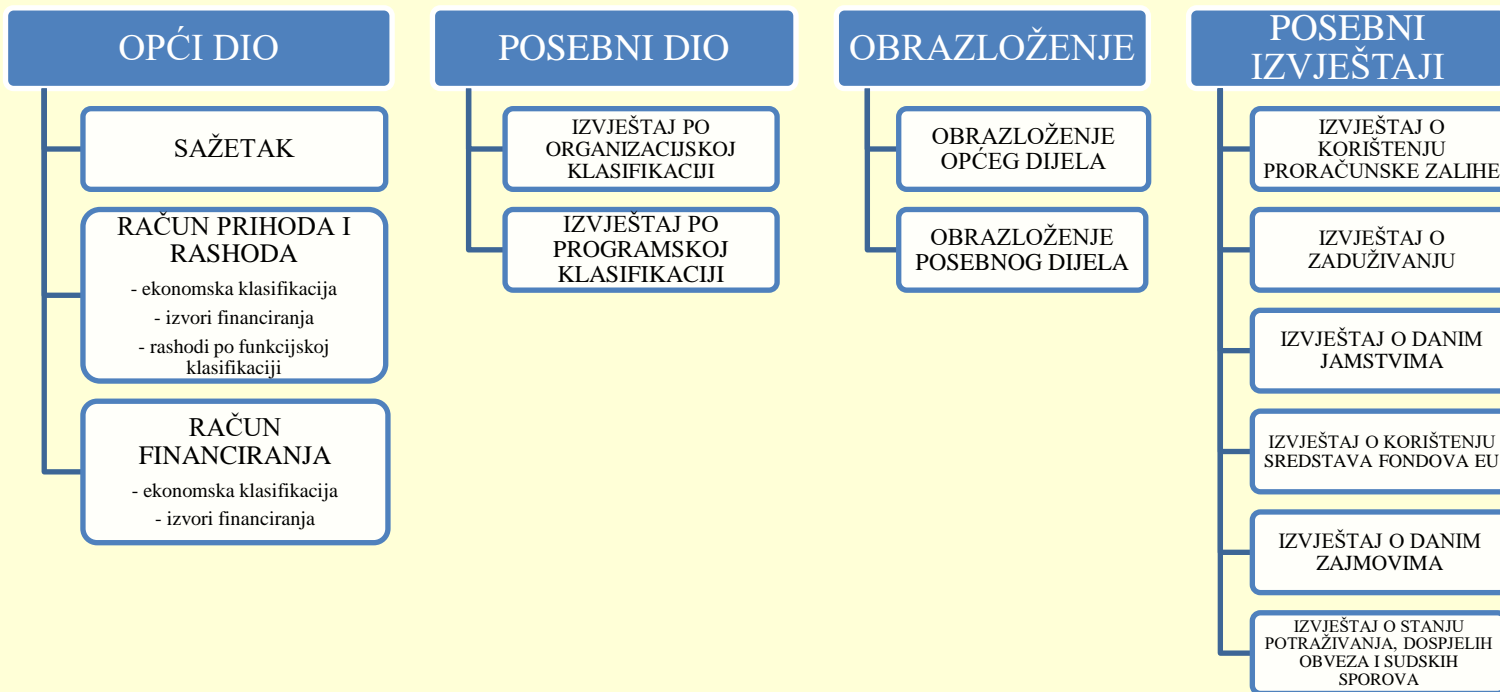 OPĆI DIO
SAŽETAK
RAČUN PRIHODA I
RASHODA
- ekonomska klasifikacija
- izvori financiranja
- rashodi po funkcijskoj
klasifikaciji
RAČUN
FINANCIRANJA
- ekonomska klasifikacija
- izvori financiranja
POSEBNI DIO
IZVJEŠTAJ PO
ORGANIZACIJSKOJ
KLASIFIKACIJI
IZVJEŠTAJ PO
PROGRAMSKOJ
KLASIFIKACIJI
OBRAZLOŽENJE
OBRAZLOŽENJE
OPĆEG DIJELA
OBRAZLOŽENJE
POSEBNOG DIJELA
POSEBNI
IZVJEŠTAJI
IZVJEŠTAJ O
KORIŠTENJU
PRORAČUNSKE ZALIHE
IZVJEŠTAJ O
ZADUŽIVANJU
IZVJEŠTAJ O DANIM
JAMSTVIMA
IZVJEŠTAJ O KORIŠTENJU
SREDSTAVA FONDOVA EU
IZVJEŠTAJ O DANIM
ZAJMOVIMA
IZVJEŠTAJ O STANJU
POTRAŽIVANJA, DOSPJELIH
OBVEZA I SUDSKIH
SPOROVA